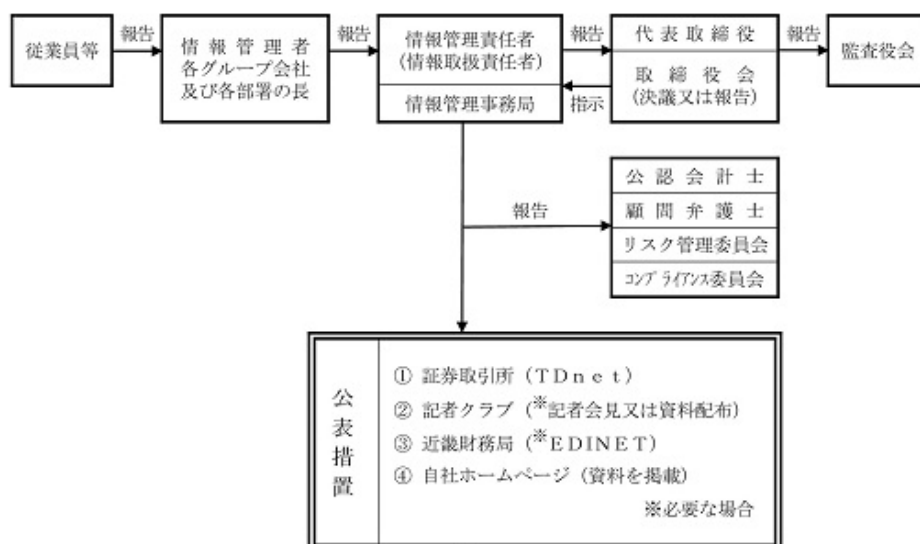 従業員等
報告
情報管理者
各グループ会社
及び各部署の長
報告
情報管理責任者
(情報取扱責任者)
情報管理事務局
報告
指示
代表取締役
取締役会
(決議又は報告)
報告
監査役会
報告
公認会計士
顧問弁護士
リスク管理委員会
コンプライアンス委員会
公表措置
① 証券取引所(TDnet)
② 記者クラブ(※記者会見又は資料配布)
③ 近畿財務局(※EDINET)
④ 自社ホームページ(資料を掲載)
※必要な場合